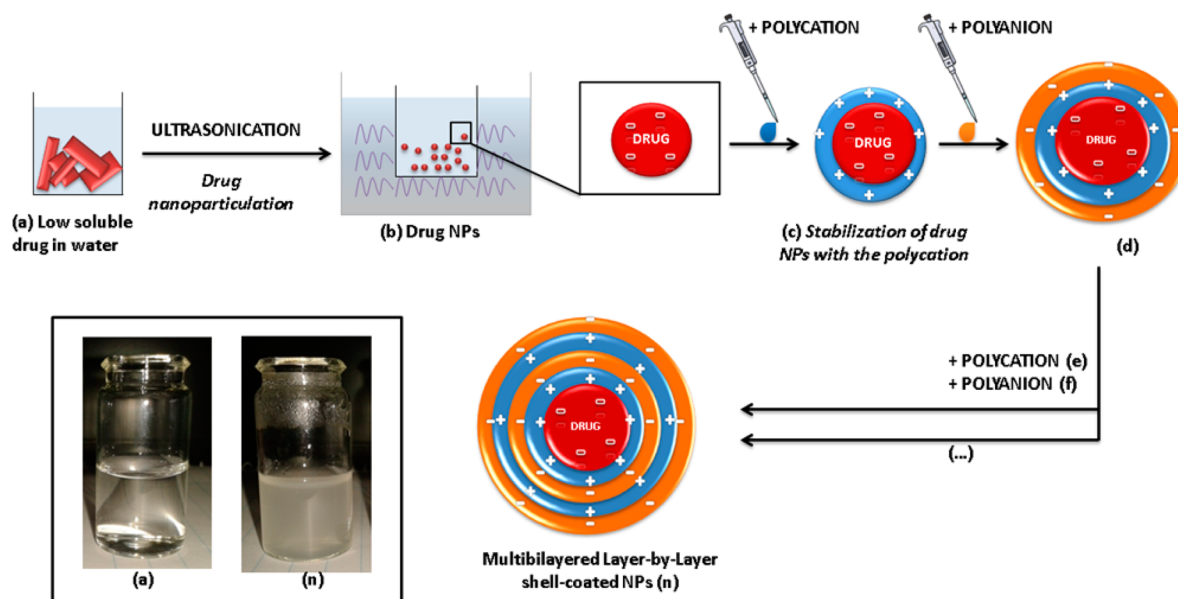 + POLYCATION
+ POLYANION
ULTRASONICATION
Drug
nanoparticulation
DRUG
DRUG
DRUG
(a) Low soluble
drug in water
(b) Drug NPs
(c) Stabilization of drug
NPs with the polycation
(d)
+ POLYCATION (e)
+ POLYANION (f)
(...)
DRUG
(a)
(n)
Multibilayered Layer-by-Layer
shell-coated NPs (n)